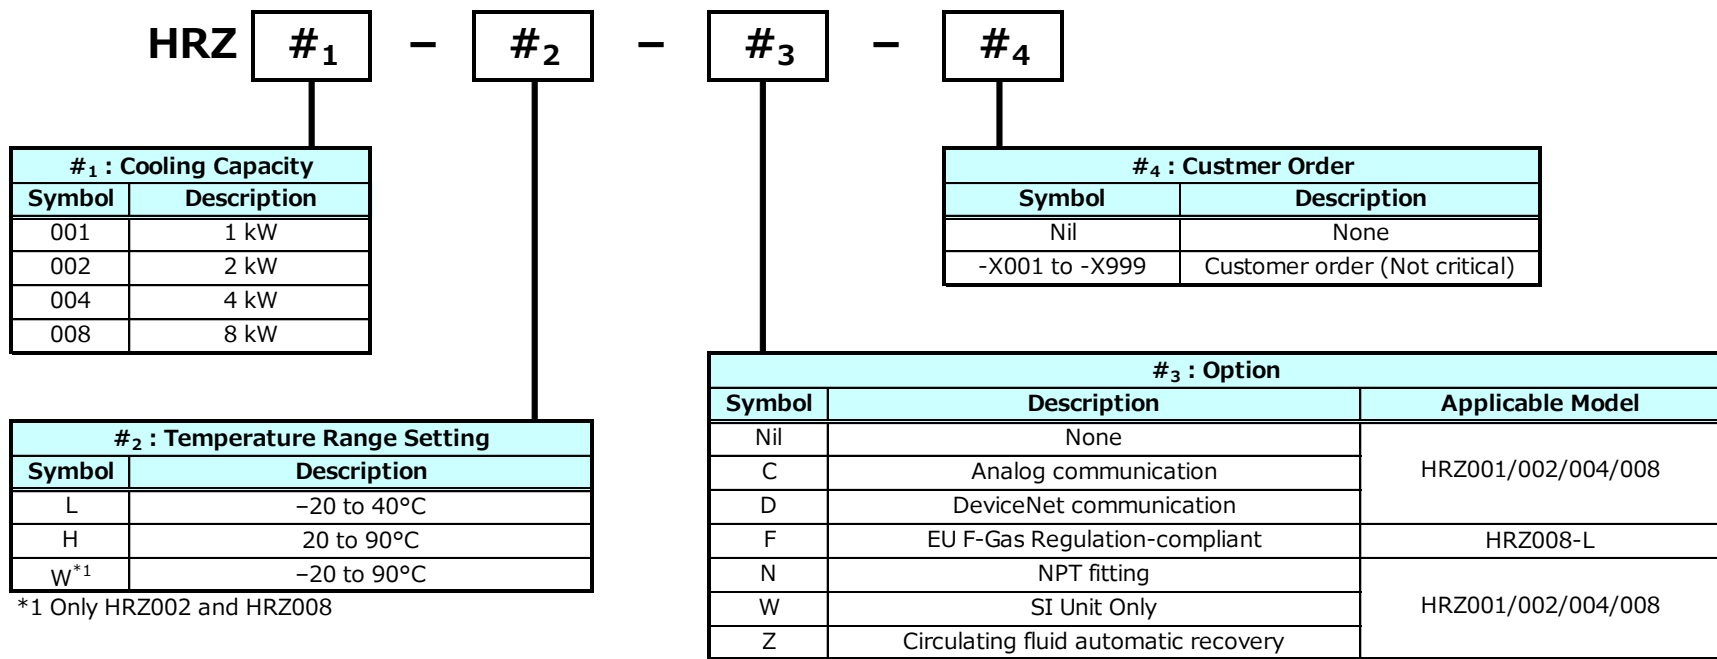 HRZ #1 – #2 – #3 – #4
#1 : Cooling Capacity
Symbol Description
001 1 kW
002 2 kW
004 4 kW
008 8 kW
#4 : Custmer Order
Symbol Description
Nil None
-X001 to -X999 Customer order (Not critical)
#2 : Temperature Range Setting
Symbol Description
L –20 to 40°C
H 20 to 90°C
W*1 –20 to 90°C
*1 Only HRZ002 and HRZ008
#3 : Option
Symbol Description Applicable Model
Nil None
C Analog communication HRZ001/002/004/008
D DeviceNet communication
F EU F-Gas Regulation-compliant HRZ008-L
N NPT fitting
W SI Unit Only HRZ001/002/004/008
Z Circulating fluid automatic recovery